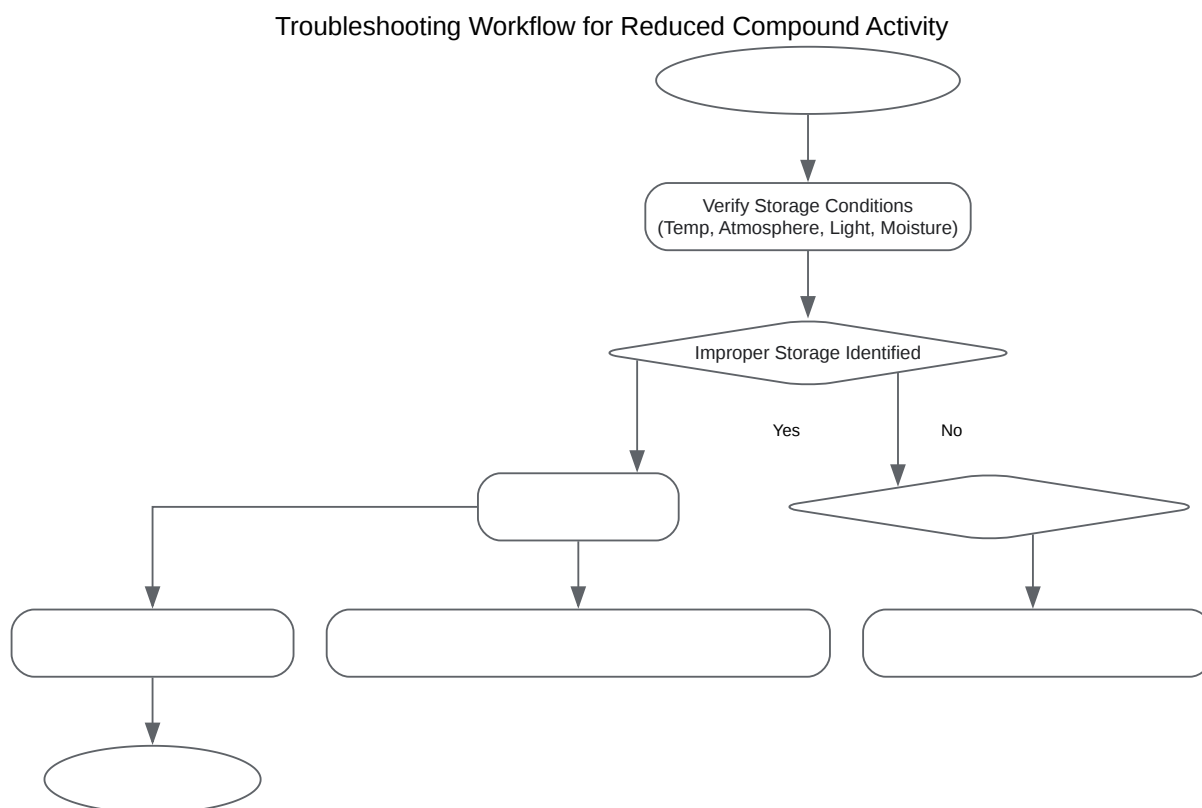 Troubleshooting Workflow for Reduced Compound Activity
Verify Storage Conditions
(Temp, Atmosphere, Light, Moisture)
Improper Storage Identified
Yes
No